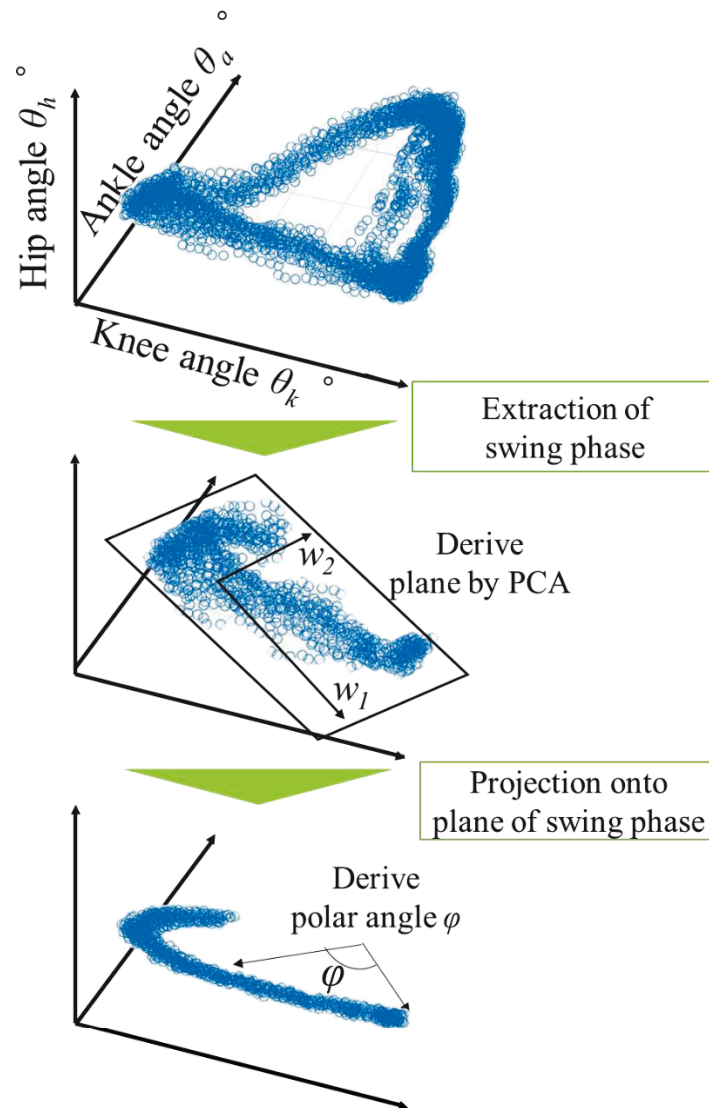 Hip angle θh °
Ankle angle θa °
Knee angle θk °
Extraction of
swing phase
Derive
plane by PCA
w2
w1
Projection onto
plane of swing phase
Derive
polar angle φ
φ